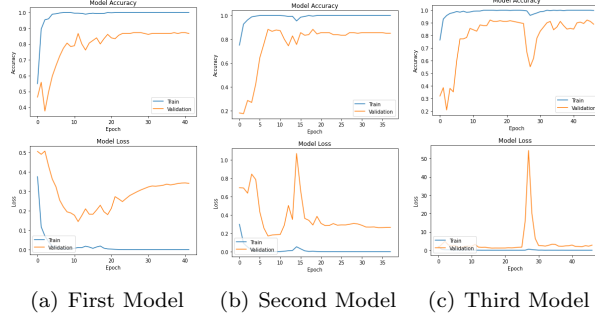 Model Accuracy
1.0
0.9
0.8
0.7
0.6
0.5
0.4
Accuracy
Train
Validation
0 10 20 30 40
Epoch
Model Loss
0.5
0.4
0.3
0.2
0.1
0.0
Loss
Train
Validation
0 10 20 30 40
Epoch
(a) First Model
Model Accuracy
1.0
0.8
0.6
0.4
0.2
Accuracy
Train
Validation
0 5 10 15 20 25 30 35
Epoch
Model Loss
1.0
0.8
0.6
0.4
0.2
0.0
Loss
Train
Validation
0 5 10 15 20 25 30 35
Epoch
(b) Second Model
Model Accuracy
1.0
0.9
0.8
0.7
0.6
0.5
0.4
0.3
0.2
Accuracy
Train
Validation
0 10 20 30 40
Epoch
Model Loss
50
40
30
20
10
0
Loss
Train
Validation
0 10 20 30 40
Epoch
(c) Third Model